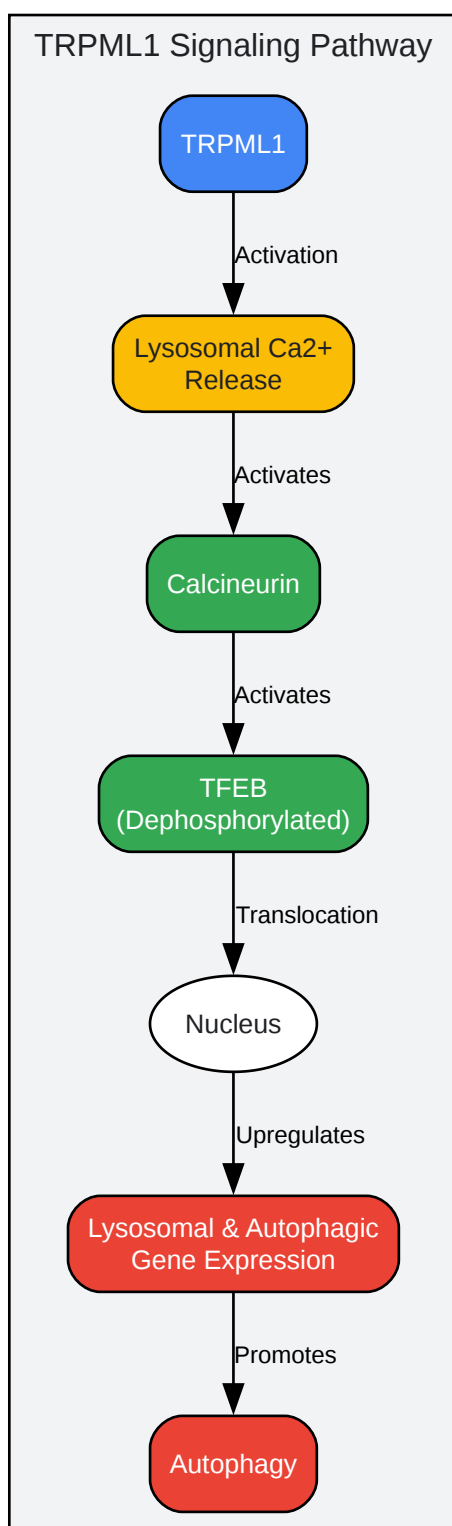 TRPML1 Signaling Pathway
TRPML1
Activation
Lysosomal Ca2+
Release
Activates
Calcineurin
Activates
TFEB
(Dephosphorylated)
Translocation
Nucleus
Upregulates
Lysosomal & Autophagic
Gene Expression
Promotes
Autophagy